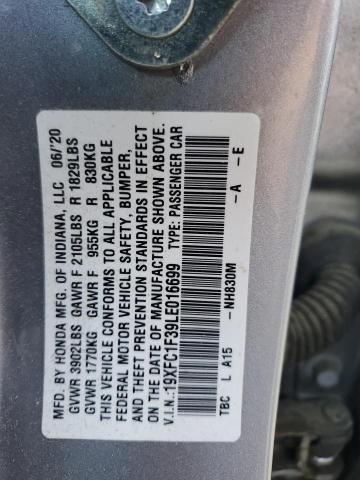 MFD. BY HONDA MFG. OF INDIANA, LLC 06/'20
GVWR 3902LBS GAWR F 2105LBS R 1829LBS
GVWR 1770KG GAWR F 955KG R 830KG
THIS VEHICLE CONFORMS TO ALL APPLICABLE
FEDERAL MOTOR VEHICLE SAFETY, BUMPER,
AND THEFT PREVENTION STANDARDS IN EFFECT
ON THE DATE OF MANUFACTURE SHOWN ABOVE.
V.I.N.:19XFC1F39LE016699 TYPE: PASSENGER CAR
TBC L A15 -NH830M -A -E